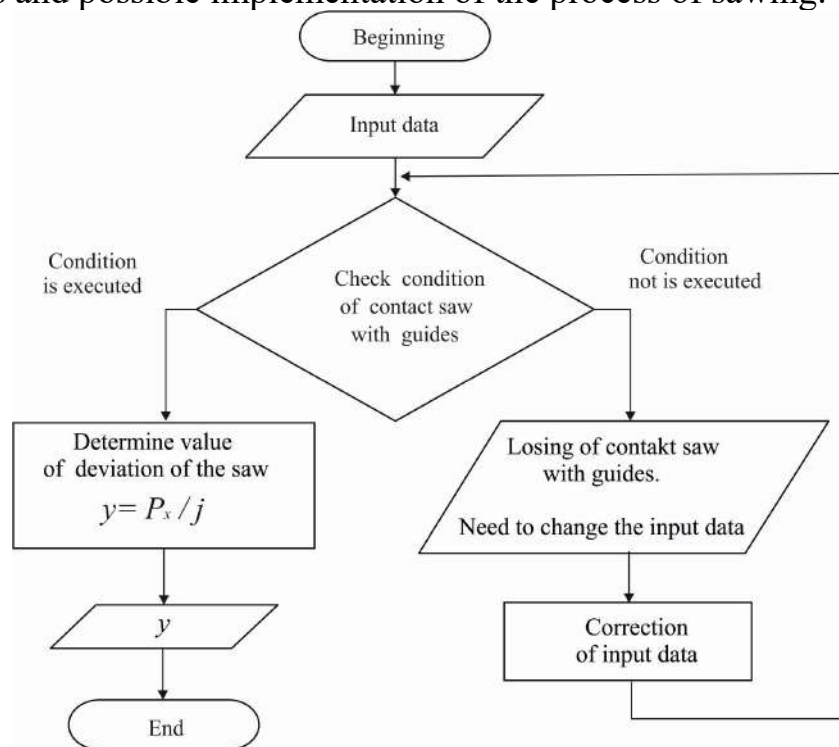 s and possible implementation of the process of sawing.
Beginning
Input data
Condition
is executed
Check condition
of contact saw
with guides
Condition
not is executed
Determine value
of deviation of the saw
y= Pₓ / j
y
End
Losing of contakt saw
with guides.
Need to change the input data
Correction
of input data